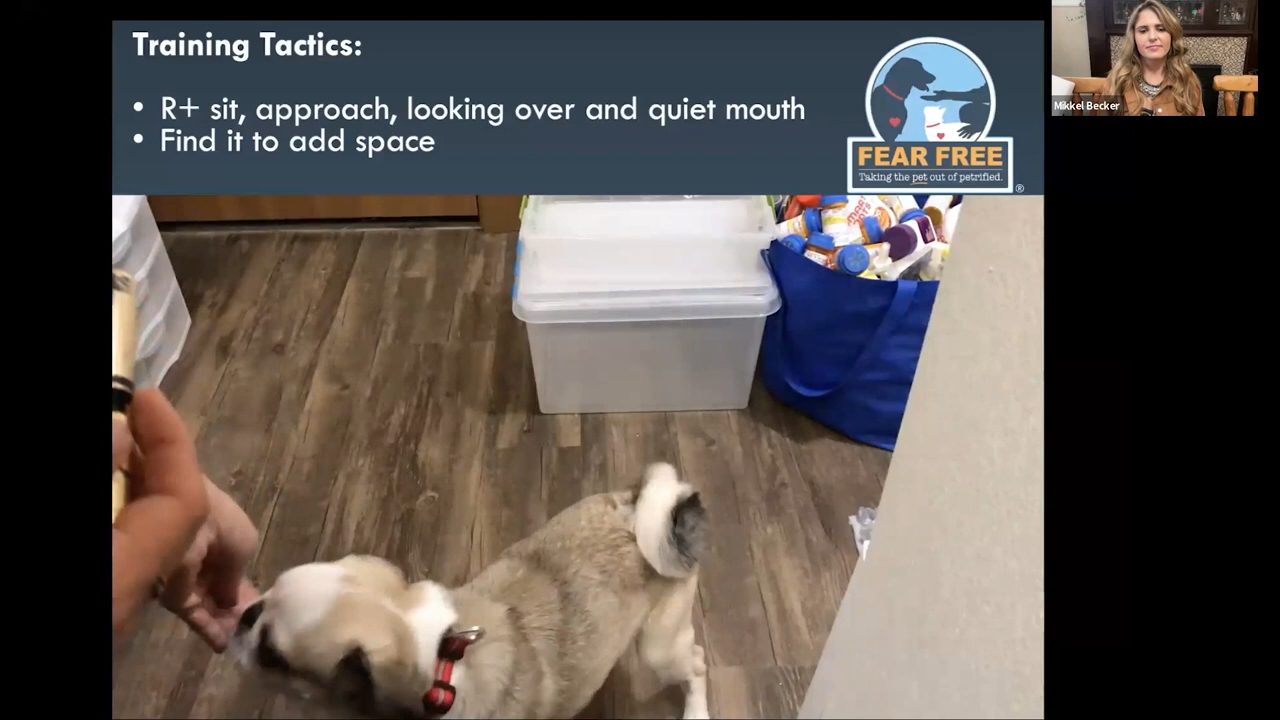 Training Tactics:
• R+ sit, approach, looking over and quiet mouth
• Find it to add space
FEAR FREE
Taking the pet out of petrified.
®
Mikkel Becker